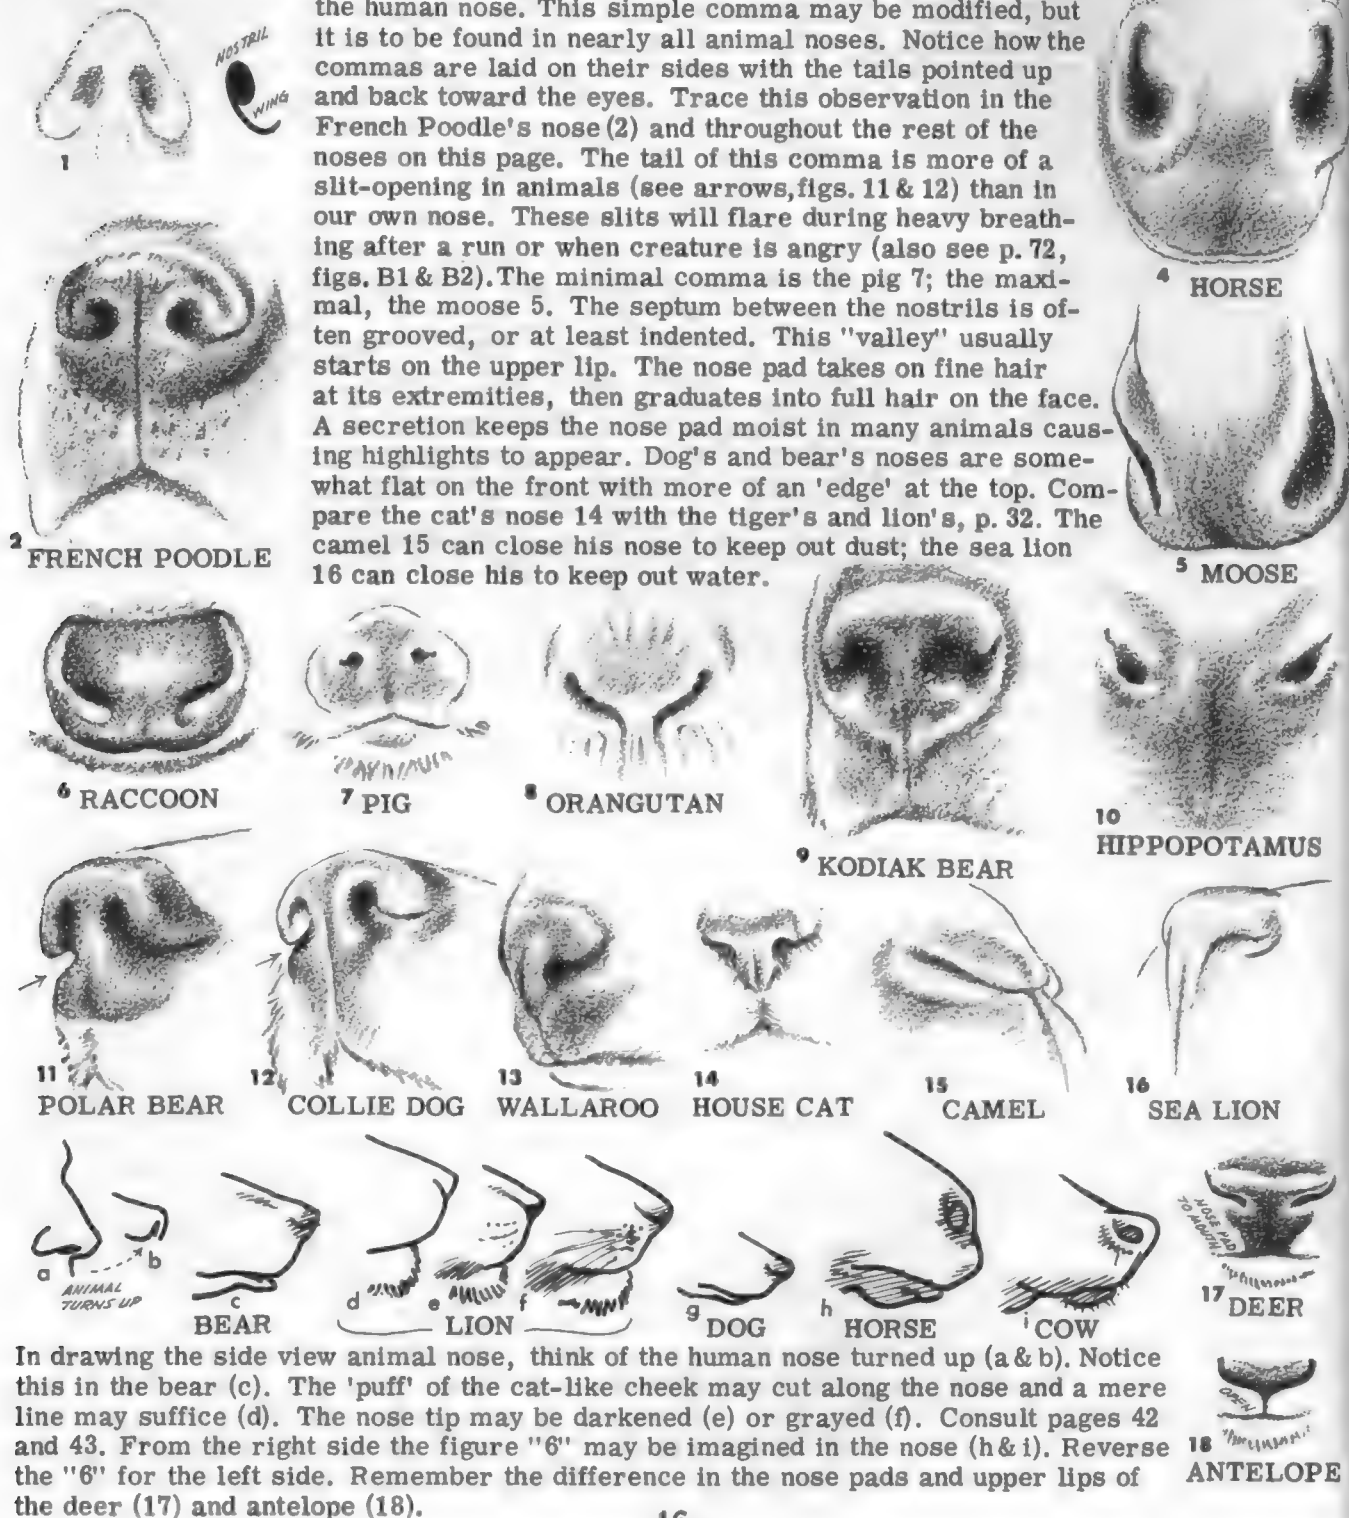 the human nose. This simple comma may be modified, but
it is to be found in nearly all animal noses. Notice how the
commas are laid on their sides with the tails pointed up
and back toward the eyes. Trace this observation in the
French Poodle's nose (2) and throughout the rest of the
noses on this page. The tail of this comma is more of a
slit-opening in animals (see arrows, figs. 11 & 12) than in
our own nose. These slits will flare during heavy breath-
ing after a run or when creature is angry (also see p. 72,
figs. B1 & B2). The minimal comma is the pig 7; the maxi-
mal, the moose 5. The septum between the nostrils is of-
ten grooved, or at least indented. This "valley" usually
starts on the upper lip. The nose pad takes on fine hair
at its extremities, then graduates into full hair on the face.
A secretion keeps the nose pad moist in many animals caus-
ing highlights to appear. Dog's and bear's noses are some-
what flat on the front with more of an 'edge' at the top. Com-
pare the cat's nose 14 with the tiger's and lion's, p. 32. The
camel 15 can close his nose to keep out dust; the sea lion
16 can close his to keep out water.
NOSTRIL
WING
1
2 FRENCH POODLE
4 HORSE
5 MOOSE
6 RACCOON
7 PIG
8 ORANGUTAN
9 KODIAK BEAR
10
HIPPOPOTAMUS
11
POLAR BEAR
12
COLLIE DOG
13
WALLAROO
14
HOUSE CAT
15
CAMEL
16
SEA LION
a
b
ANIMAL
TURNS UP
c
BEAR
d e f
LION
g DOG
h HORSE
i COW
NOSE PAD
TO MOUTH
17 DEER
OPEN
18
ANTELOPE
In drawing the side view animal nose, think of the human nose turned up (a & b). Notice
this in the bear (c). The 'puff' of the cat-like cheek may cut along the nose and a mere
line may suffice (d). The nose tip may be darkened (e) or grayed (f). Consult pages 42
and 43. From the right side the figure "6" may be imagined in the nose (h & i). Reverse
the "6" for the left side. Remember the difference in the nose pads and upper lips of
the deer (17) and antelope (18).